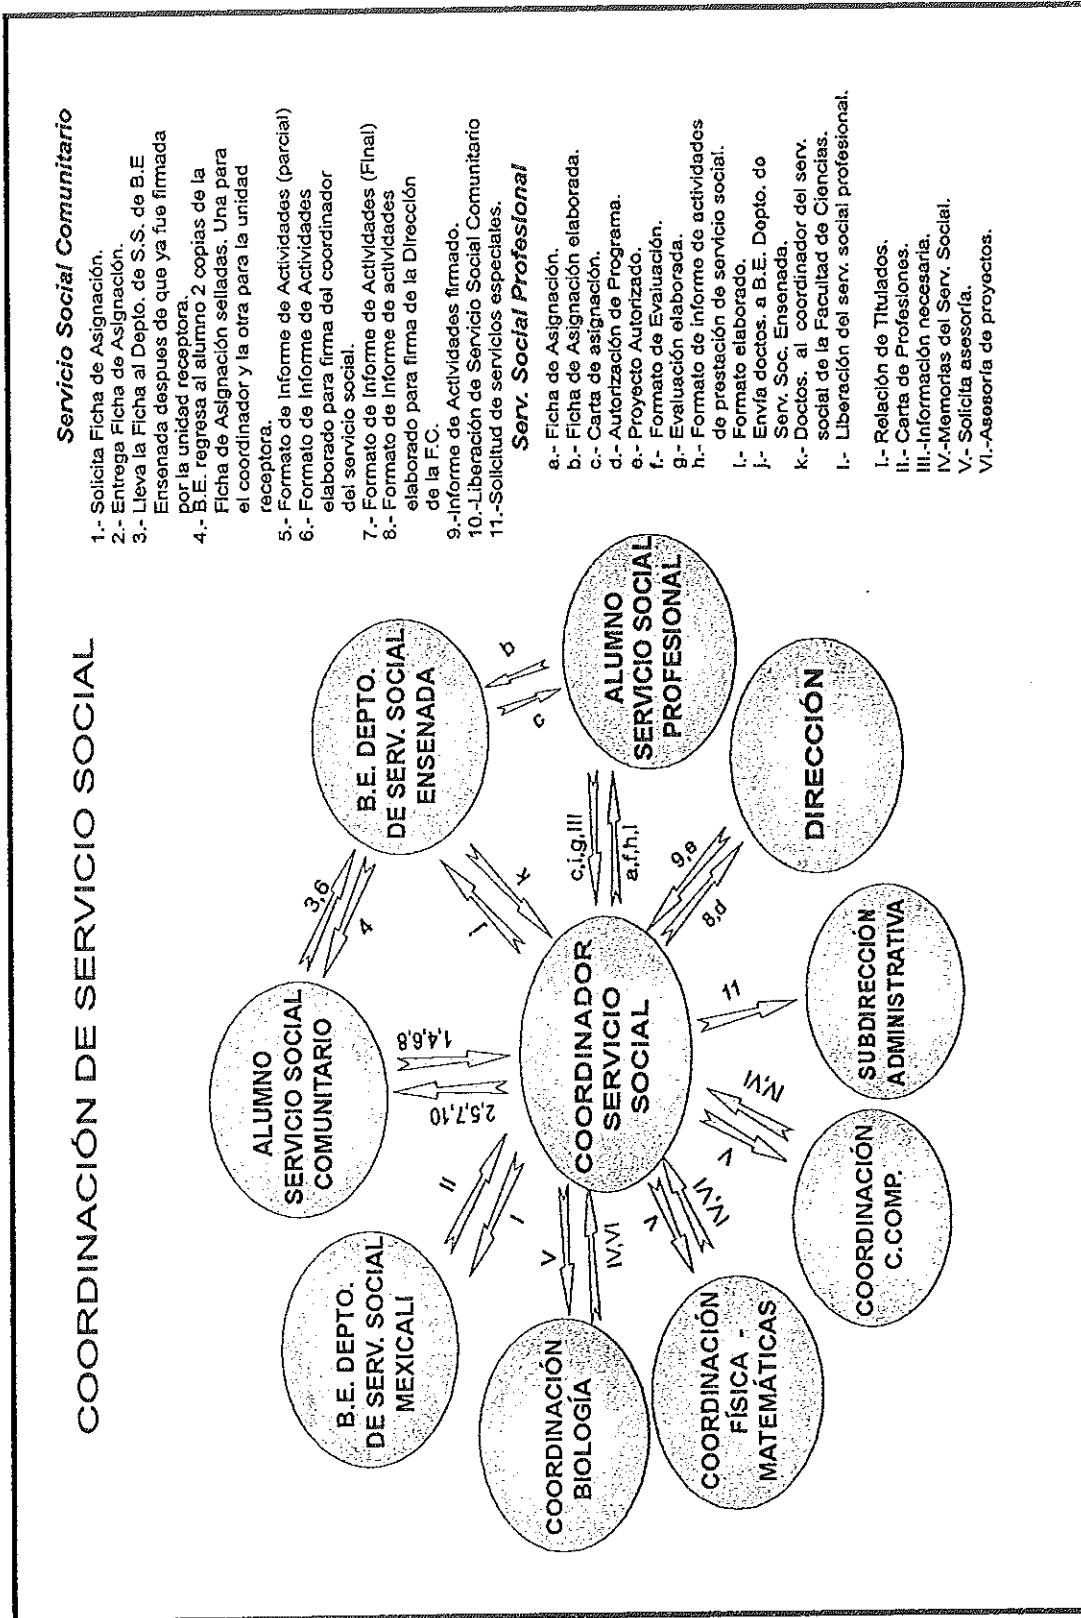 COORDINACIÓN DE SERVICIO SOCIAL
B.E. DEPTO.
DE SERV. SOCIAL
MEXICALI
ALUMNO
SERVICIO SOCIAL
COMUNITARIO
B.E. DEPTO.
DE SERV. SOCIAL
ENSENADA
3,6
4
II
I
2,5,7,10
1,4,6,8
j
k
c
b
COORDINACIÓN
BIOLOGÍA
V
IV,VI
COORDINADOR
SERVICIO
SOCIAL
c,i,g,III
a,f,h,l
ALUMNO
SERVICIO SOCIAL
PROFESIONAL
COORDINACIÓN
FÍSICA -
MATEMÁTICAS
V
IV,VI
V
IV,VI
11
9,e
8,d
COORDINACIÓN
C.COMP.
SUBDIRECCIÓN
ADMINISTRATIVA
DIRECCIÓN
Servicio Social Comunitario
1.- Solicita Ficha de Asignación.
2.- Entrega Ficha de Asignación.
3.- Lleva la Ficha al Depto. de S.S. de B.E
Ensenada despues de que ya fue firmada
por la unidad receptora.
4.- B.E. regresa al alumno 2 copias de la
Ficha de Asignación selladas. Una para
el coordinador y la otra para la unidad
receptora.
5.- Formato de Informe de Actividades (parcial)
6.- Formato de Informe de Actividades
elaborado para firma del coordinador
del servicio social.
7.- Formato de Informe de Actividades (Final)
8.- Formato de Informe de actividades
elaborado para firma de la Dirección
de la F.C.
9.-Informe de Actividades firmado.
10.-Liberación de Servicio Social Comunitario
11.-Solicitud de servicios especiales.
Serv. Social Profesional
a.- Ficha de Asignación.
b.- Ficha de Asignación elaborada.
c.- Carta de asignación.
d.- Autorización de Programa.
e.- Proyecto Autorizado.
f.- Formato de Evaluación.
g.- Evaluación elaborada.
h.- Formato de informe de actividades
de prestación de servicio social.
i.- Formato elaborado.
j.- Envía doctos. a B.E. Depto. de
Serv. Soc. Ensenada.
k.- Doctos. al coordinador del serv.
social de la Facultad de Ciencias.
l.- Liberación del serv. social profesional.
I.- Relación de Titulados.
II.- Carta de Profesiones.
III.-Información necesaria.
IV.-Memorias del Serv. Social.
V.- Solicita asesoría.
VI.-Asesoría de proyectos.